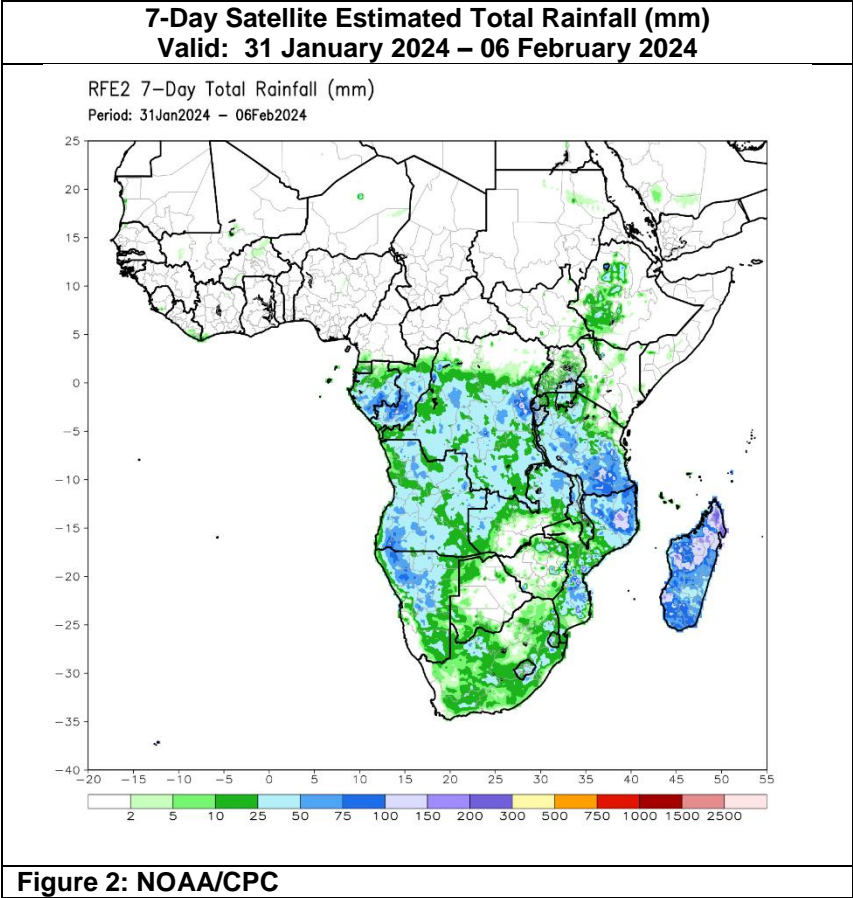 7-Day Satellite Estimated Total Rainfall (mm)
Valid: 31 January 2024 – 06 February 2024
RFE2 7-Day Total Rainfall (mm)
Period: 31Jan2024 – 06Feb2024
25
20
15
10
5
0
−5
−10
−15
−20
−25
−30
−35
−40
−20 −15 −10 −5 0 5 10 15 20 25 30 35 40 45 50 55
2 5 10 25 50 75 100 150 200 300 500 750 1000 1500 2500
Figure 2: NOAA/CPC